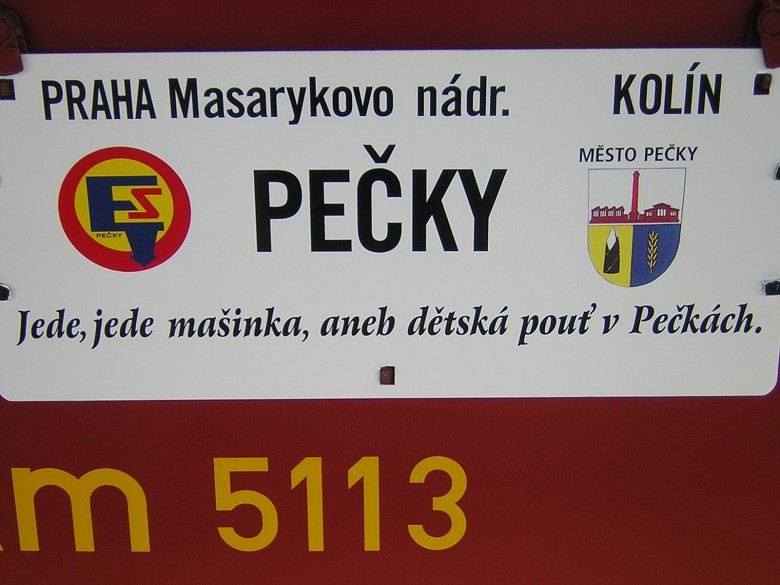 PRAHA Masarykovo nádr. KOLÍN
MĚSTO PEČKY
PEČKY
PEČKY
Jede, jede mašinka, aneb dětská pouť v Pečkách.
m 5113